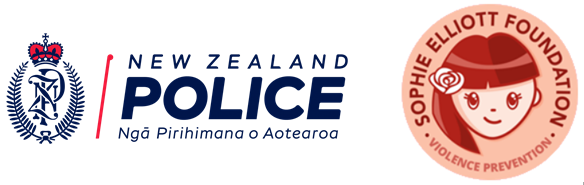 NEW ZEALAND
POLICE
Ngā Pirihimana o Aotearoa
SOPHIE ELLIOTT FOUNDATION
· VIOLENCE PREVENTION ·